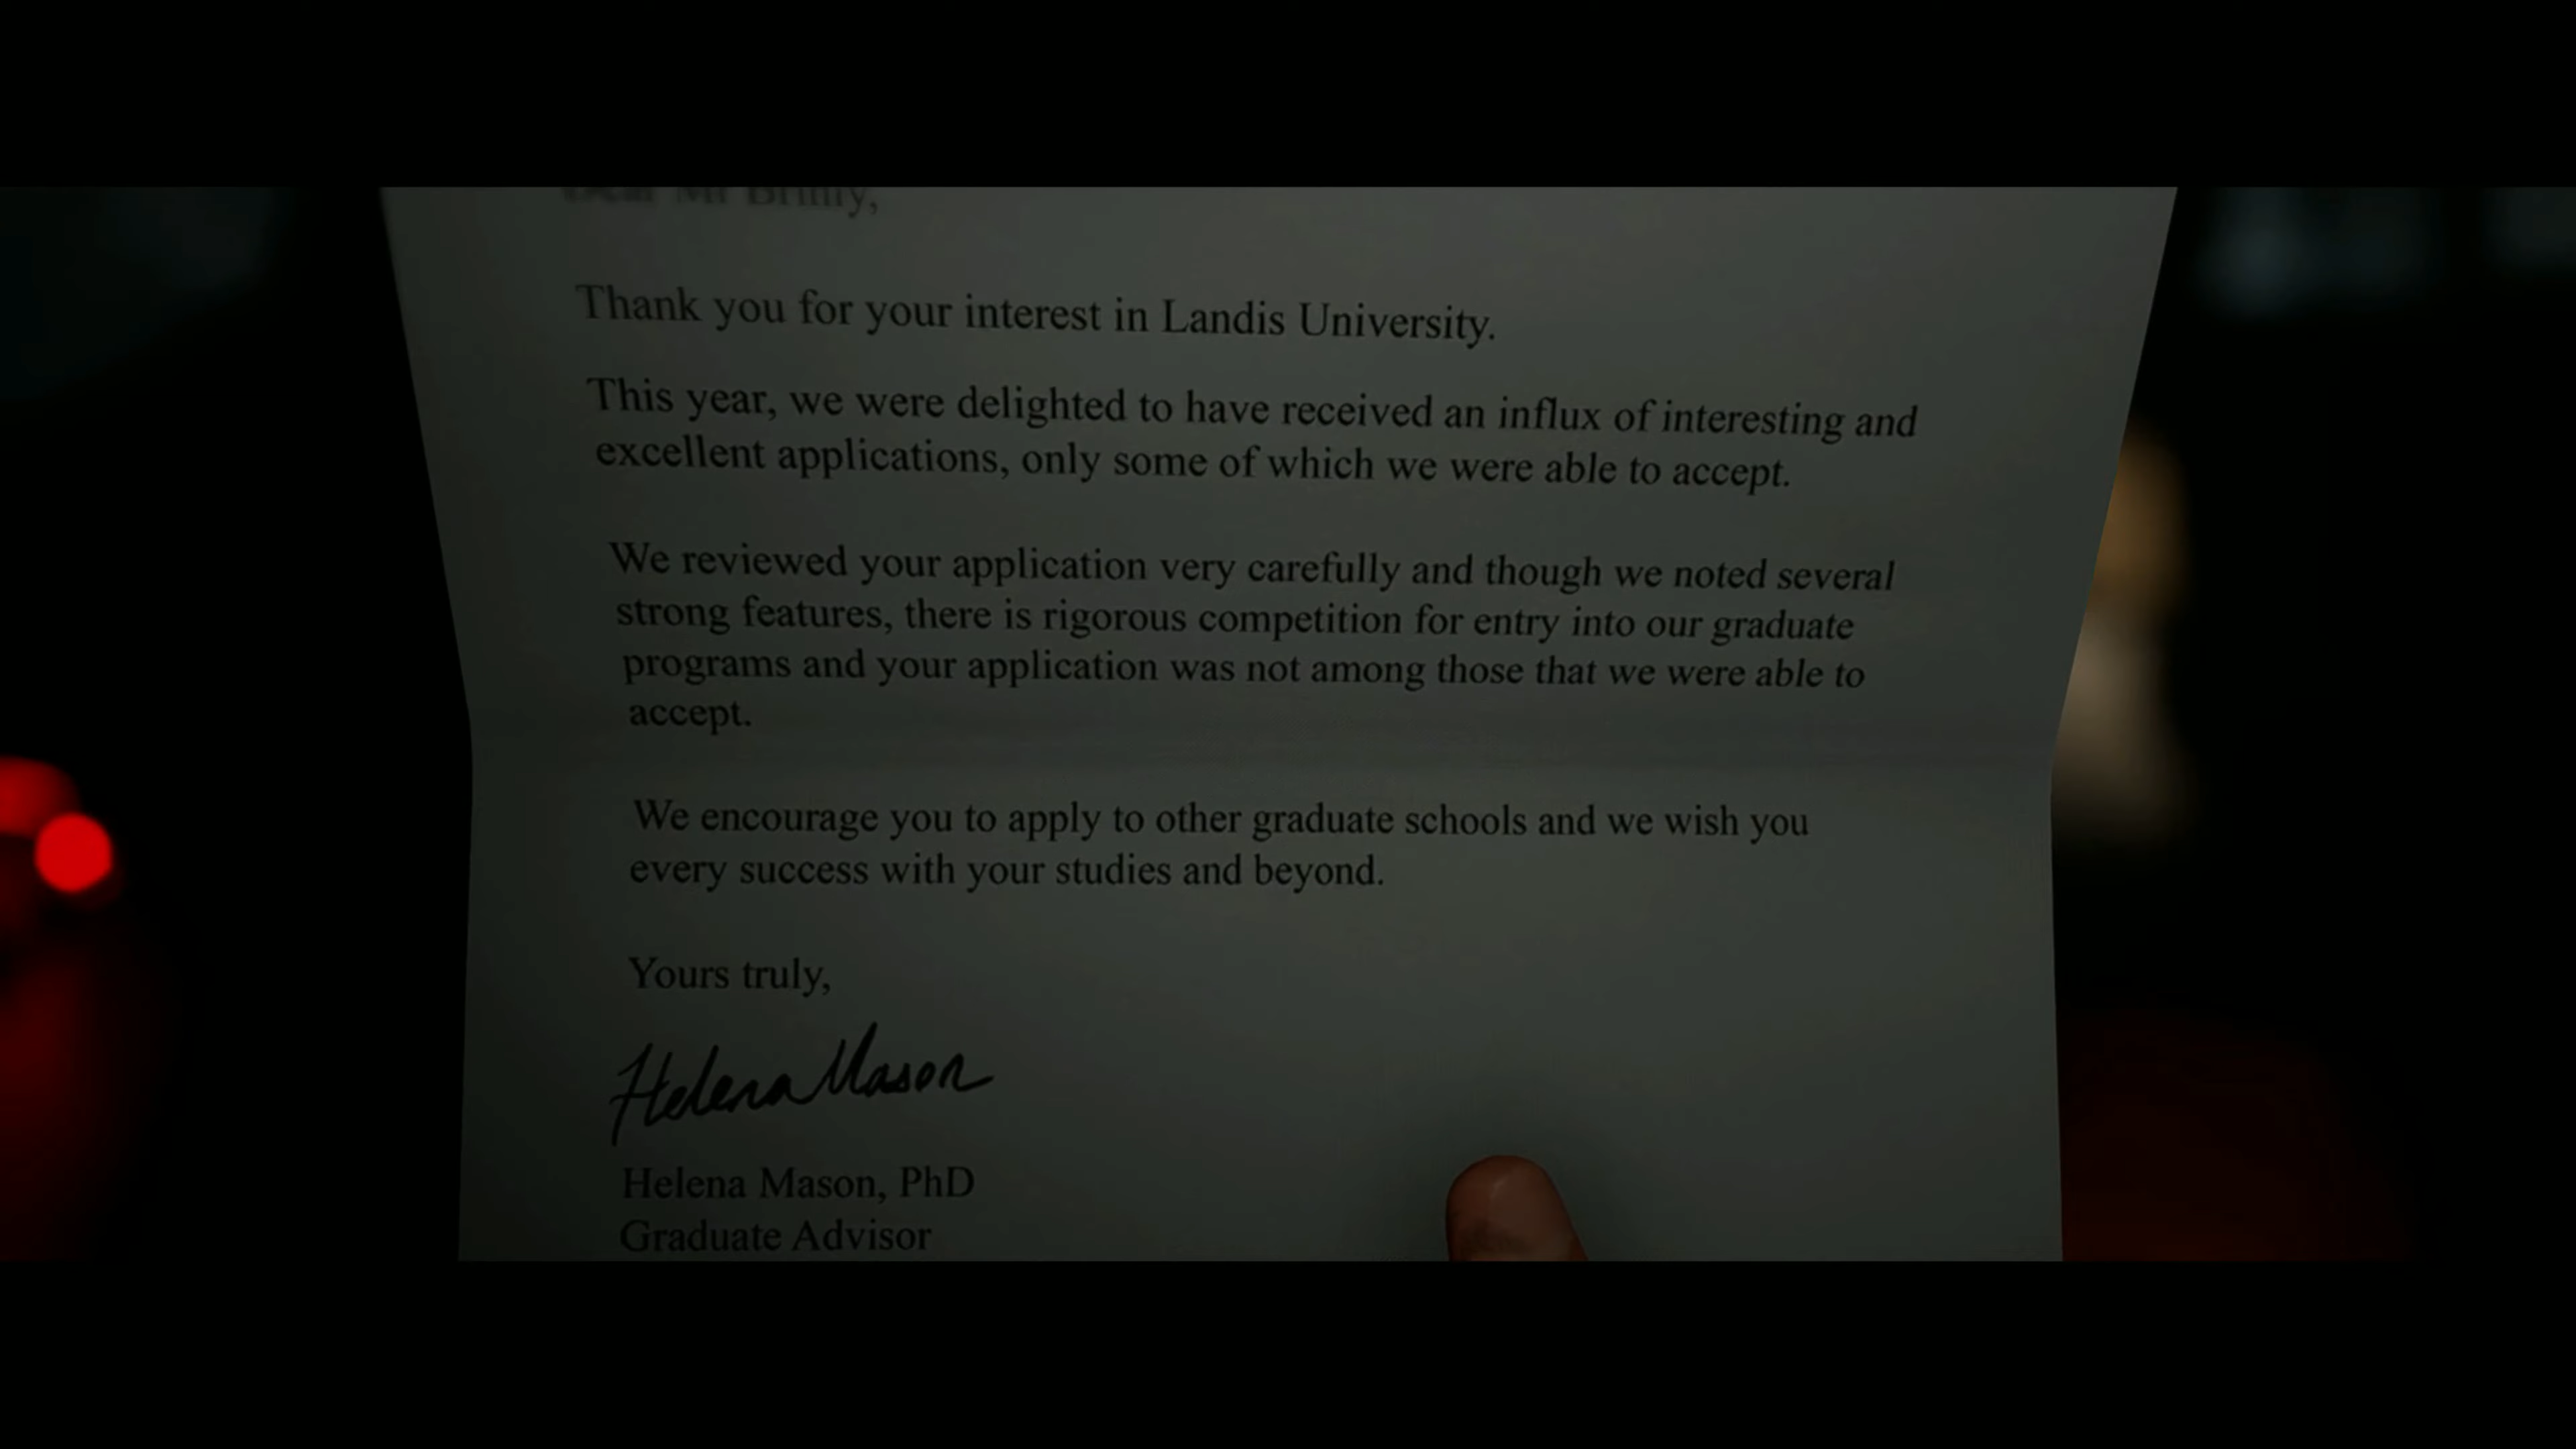 Dear Mr Brinly,
Thank you for your interest in Landis University.
This year, we were delighted to have received an influx of interesting and
excellent applications, only some of which we were able to accept.
We reviewed your application very carefully and though we noted several
strong features, there is rigorous competition for entry into our graduate
programs and your application was not among those that we were able to
accept.
We encourage you to apply to other graduate schools and we wish you
every success with your studies and beyond.
Yours truly,
Helena Mason
Helena Mason, PhD
Graduate Advisor